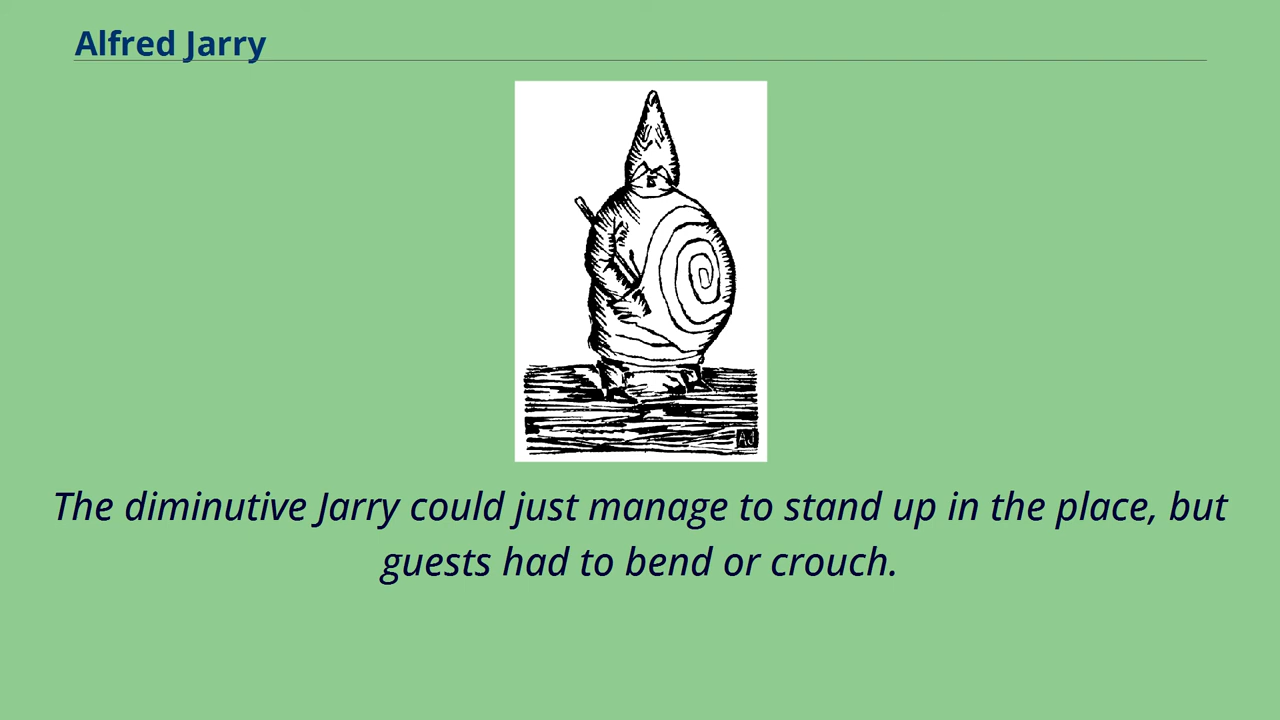 Alfred Jarry
AJ
The diminutive Jarry could just manage to stand up in the place, but
guests had to bend or crouch.